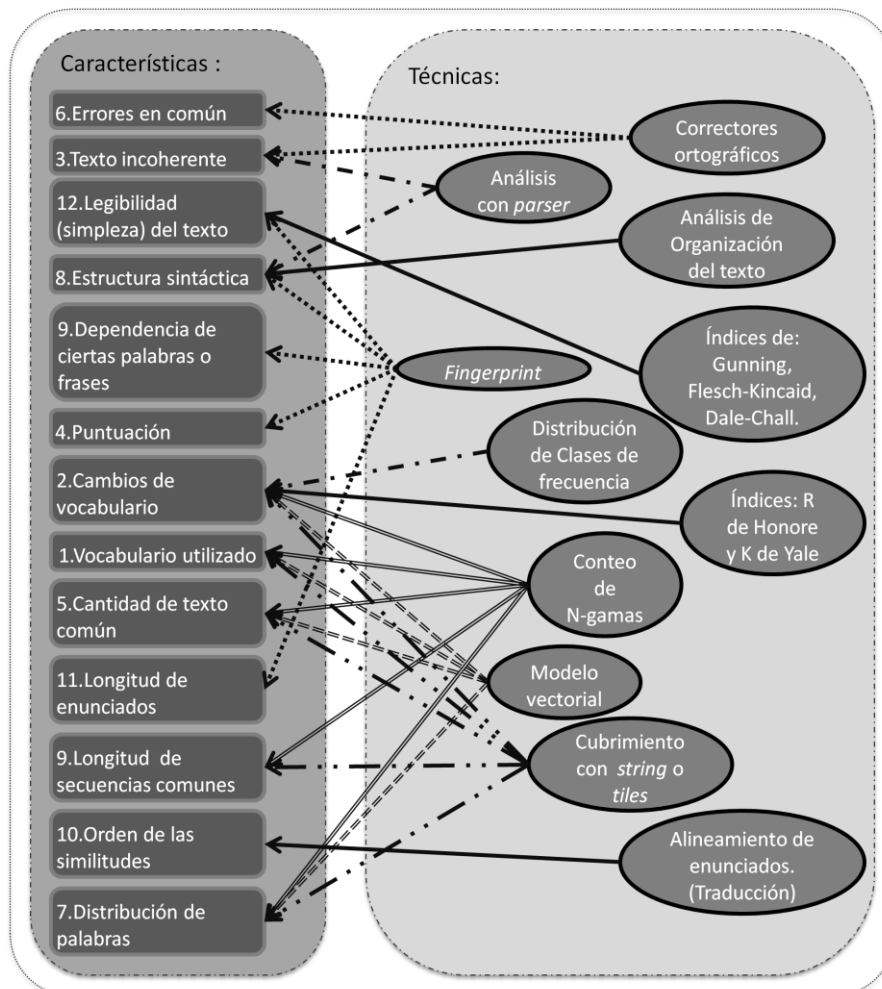 Características :
6.Errores en común
3.Texto incoherente
12.Legibilidad
(simpleza) del texto
8.Estructura sintáctica
9.Dependencia de
ciertas palabras o
frases
4.Puntuación
2.Cambios de
vocabulario
1.Vocabulario utilizado
5.Cantidad de texto
común
11.Longitud de
enunciados
9.Longitud de
secuencias comunes
10.Orden de las
similitudes
7.Distribución de
palabras
Técnicas:
Correctores
ortográficos
Análisis
con parser
Análisis de
Organización
del texto
Índices de:
Gunning,
Flesch-Kincaid,
Dale-Chall.
Fingerprint
Distribución
de Clases de
frecuencia
Índices: R
de Honore
y K de Yale
Conteo
de
N-gamas
Modelo
vectorial
Cubrimiento
con string o
tiles
Alineamiento de
enunciados.
(Traducción)